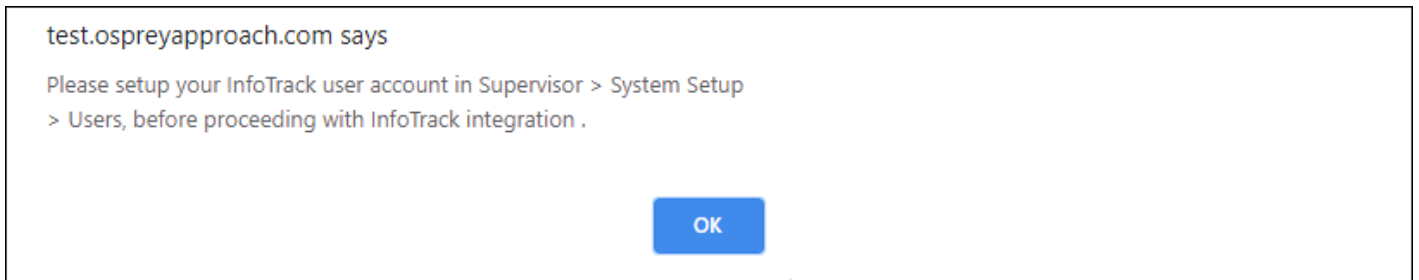 test.ospreyapproach.com says
Please setup your InfoTrack user account in Supervisor > System Setup
> Users, before proceeding with InfoTrack integration .
OK